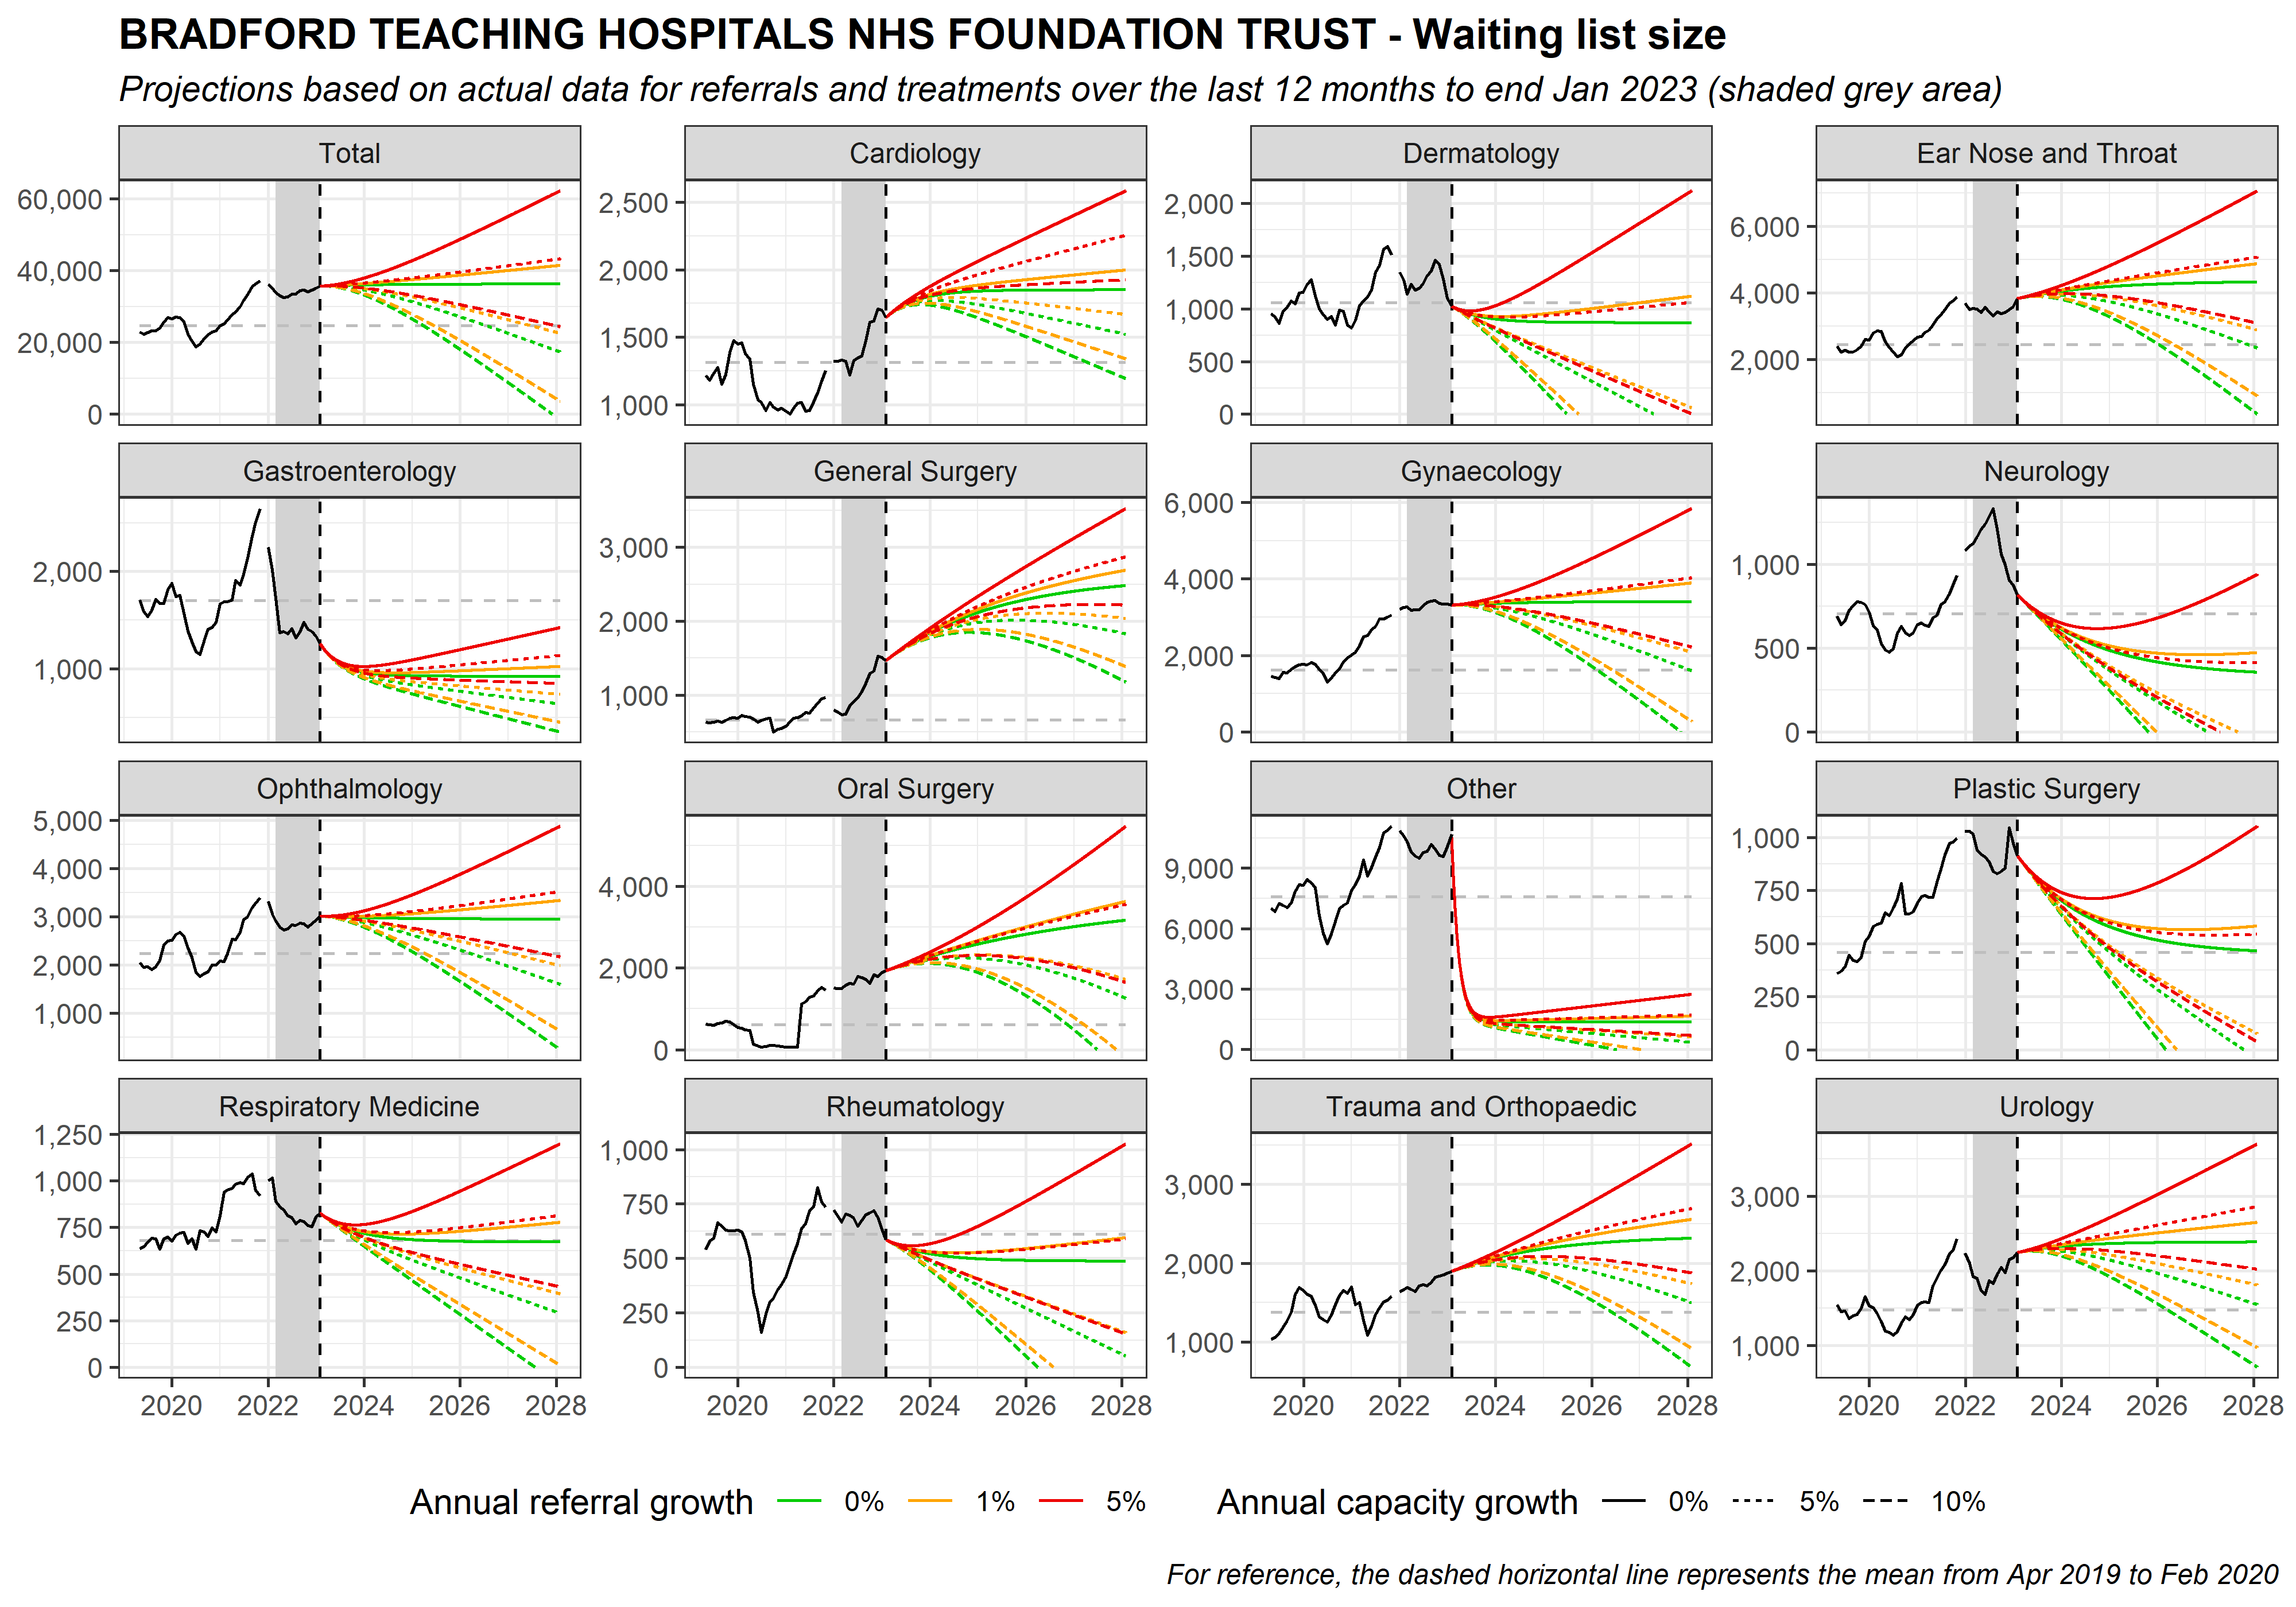 BRADFORD TEACHING HOSPITALS NHS FOUNDATION TRUST - Waiting list size
Projections based on actual data for referrals and treatments over the last 12 months to end Jan 2023 (shaded grey area)
Total
Cardiology
Dermatology
Ear Nose and Throat
60,000
40,000
20,000
0
2,500
2,000
1,500
1,000
2,000
1,500
1,000
500
0
6,000
4,000
2,000
Gastroenterology
General Surgery
Gynaecology
Neurology
2,000
1,000
3,000
2,000
1,000
6,000
4,000
2,000
0
1,000
500
0
Ophthalmology
Oral Surgery
Other
Plastic Surgery
5,000
4,000
3,000
2,000
1,000
4,000
2,000
0
9,000
6,000
3,000
0
1,000
750
500
250
0
Respiratory Medicine
Rheumatology
Trauma and Orthopaedic
Urology
1,250
1,000
750
500
250
0
1,000
750
500
250
0
3,000
2,000
1,000
3,000
2,000
1,000
2020 2022 2024 2026 2028
2020 2022 2024 2026 2028
2020 2022 2024 2026 2028
2020 2022 2024 2026 2028
Annual referral growth 0% 1% 5%
Annual capacity growth 0% 5% 10%
For reference, the dashed horizontal line represents the mean from Apr 2019 to Feb 2020